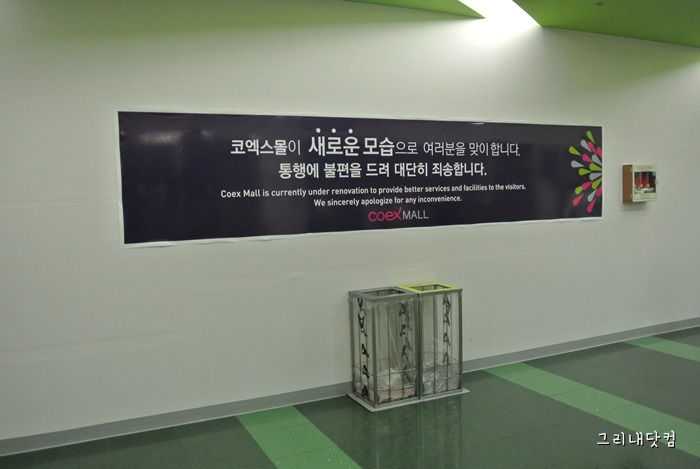 코엑스몰이 새로운 모습으로 여러분을 맞이합니다.
통행에 불편을 드려 대단히 죄송합니다.
Coex Mall is currently under renovation to provide better services and facilities to the visitors.
We sincerely apologize for any inconvenience.
coex MALL
그리내닷컴